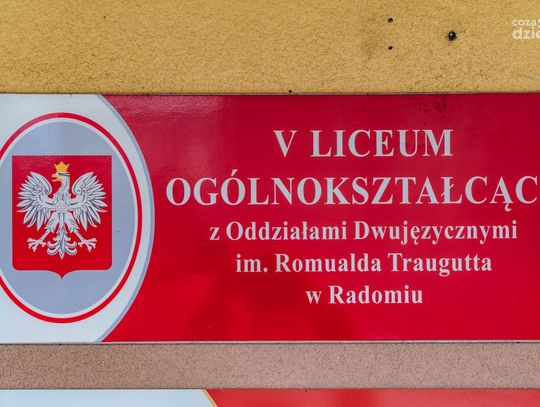 V LICEUM
OGÓLNOKSZTAŁCĄC
z Oddziałami Dwujęzycznymi
im. Romualda Traugutta
w Radomiu